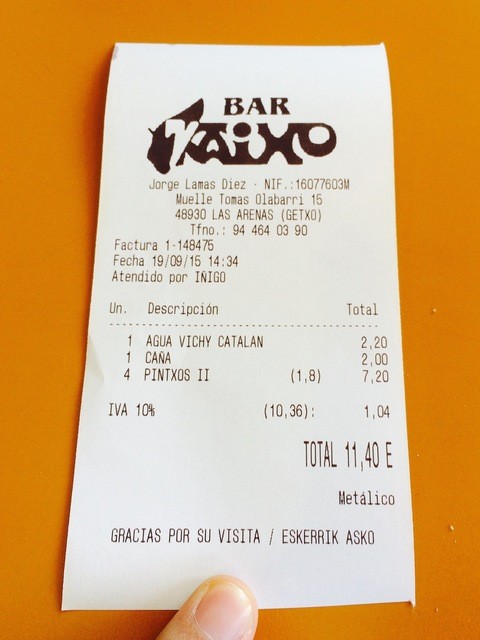 BAR
KAIXO
Jorge Lamas Diez - NIF.:16077603M
Muelle Tomas Olabarri 15
48930 LAS ARENAS (GETXO)
Tfno.: 94 464 03 90
Factura 1-148475
Fecha 19/09/15 14:34
Atendido por IÑIGO
Un. Descripción Total
1 AGUA VICHY CATALAN 2,20
1 CAÑA 2,00
4 PINTXOS II (1,8) 7,20
IVA 10% (10,36): 1,04
TOTAL 11,40 E
Metálico
GRACIAS POR SU VISITA / ESKERRIK ASKO